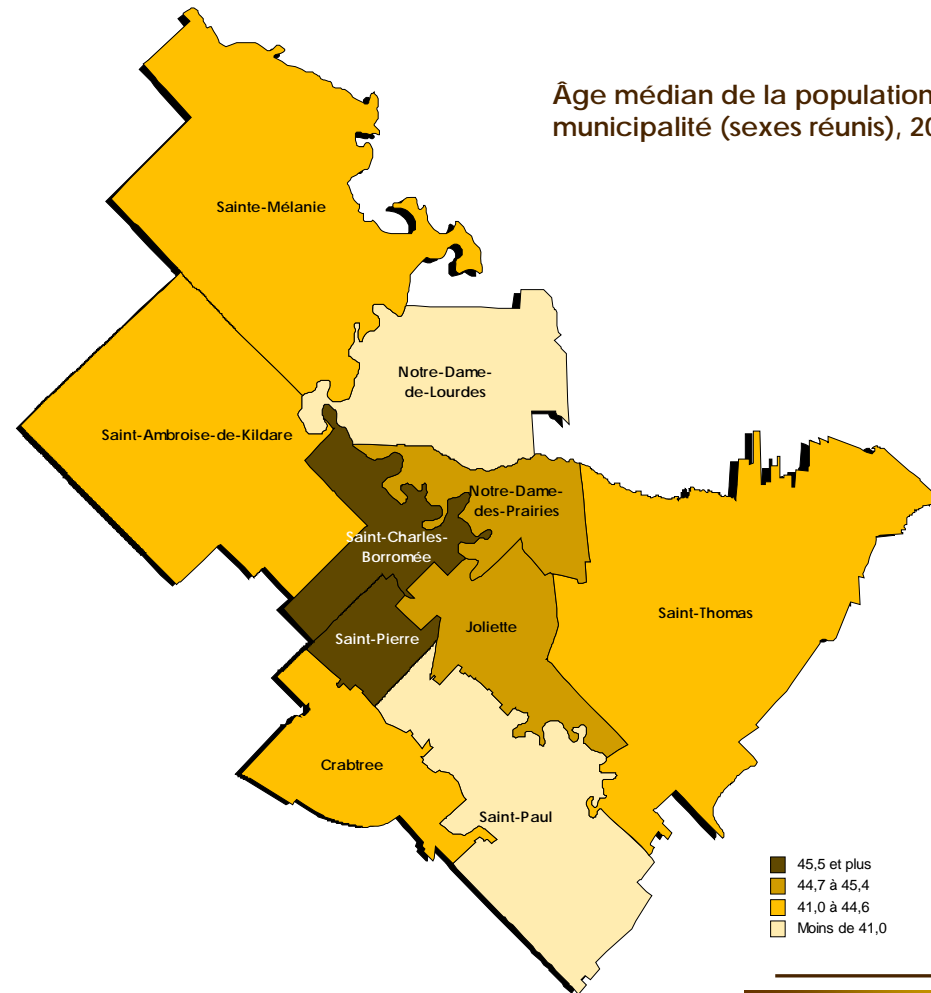 Âge médian de la population
municipalité (sexes réunis), 20
Sainte-Mélanie
Notre-Dame-
de-Lourdes
Saint-Ambroise-de-Kildare
Notre-Dame-
des-Prairies
Saint-Charles-
Borromée
Saint-Thomas
Saint-Pierre
Joliette
Crabtree
Saint-Paul
45,5 et plus
44,7 à 45,4
41,0 à 44,6
Moins de 41,0